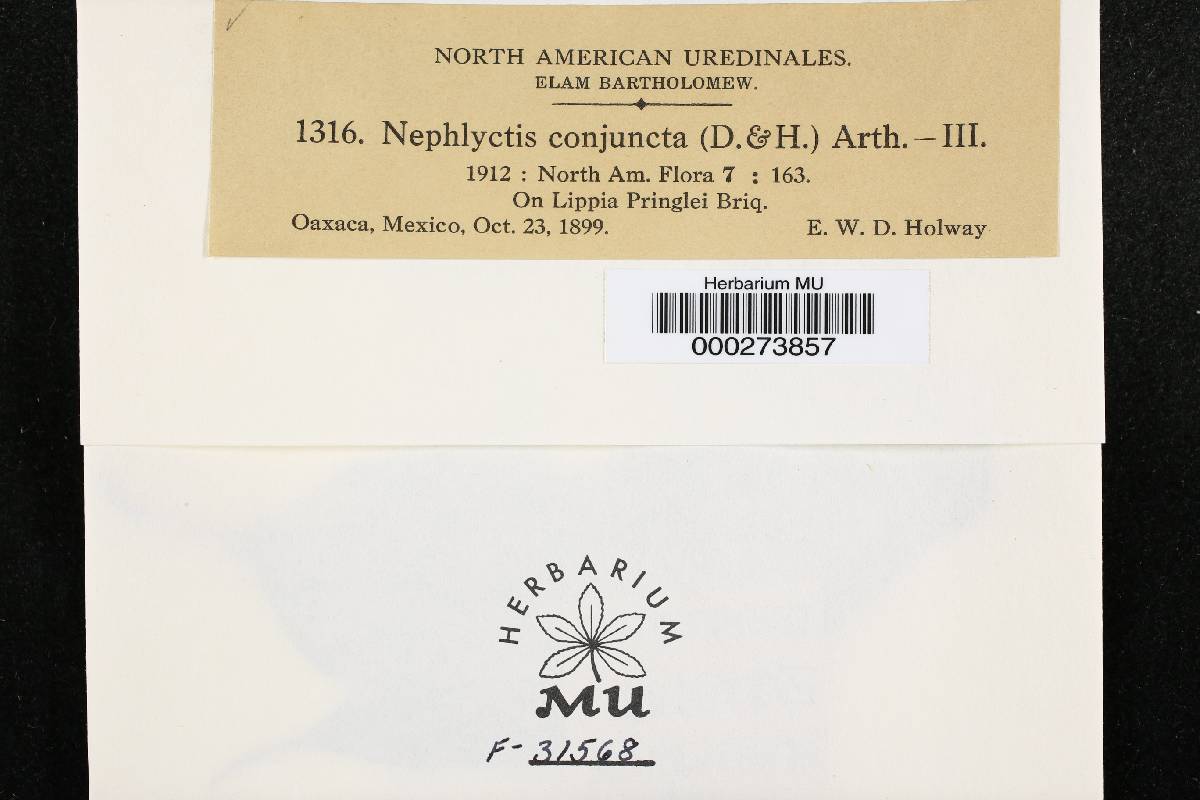 NORTH AMERICAN UREDINALES.
ELAM BARTHOLOMEW.
1316. Nephlyctis conjuncta (D.&H.) Arth.—III.
1912 : North Am. Flora 7 : 163.
On Lippia Pringlei Briq.
Oaxaca, Mexico, Oct. 23, 1899. E. W. D. Holway
Herbarium MU
000273857
HERBARIUM
MU
F-31568